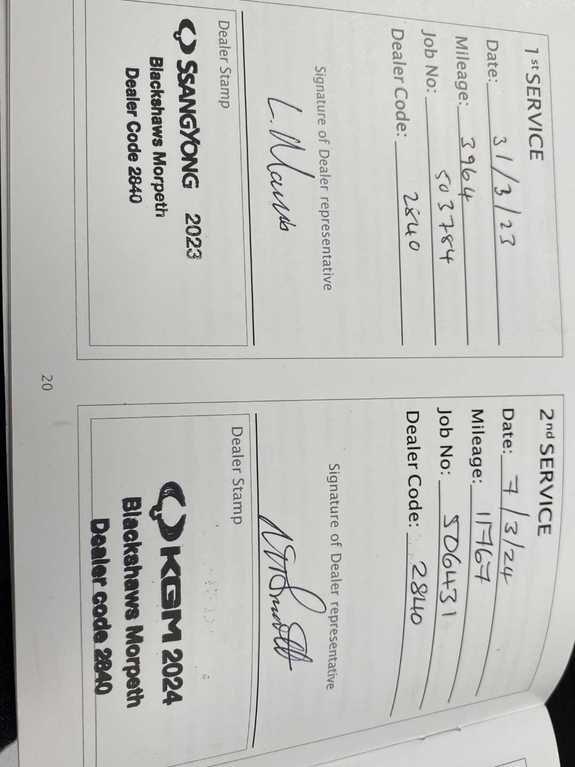 1st SERVICE
Date: 31/3/23
Mileage: 3964
Job No: 503784
Dealer Code: 2840
Signature of Dealer representative
Dealer Stamp
SSANGYONG 2023
Blackshaws Morpeth
Dealer Code 2840
2nd SERVICE
Date: 7/3/24
Mileage: 11767
Job No: 506431
Dealer Code: 2840
Signature of Dealer representative
Dealer Stamp
KGM 2024
Blackshaws Morpeth
Dealer code 2840
20